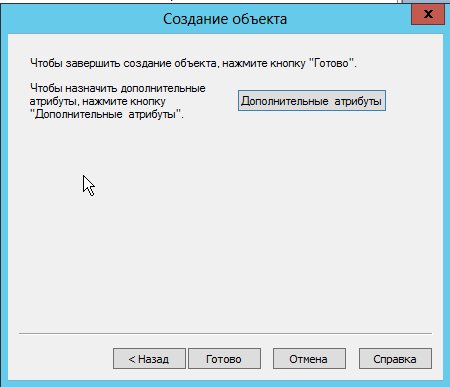 Создание объекта
x
Чтобы завершить создание объекта, нажмите кнопку "Готово".
Чтобы назначить дополнительные
атрибуты, нажмите кнопку
"Дополнительные атрибуты".
Дополнительные атрибуты
< Назад
Готово
Отмена
Справка